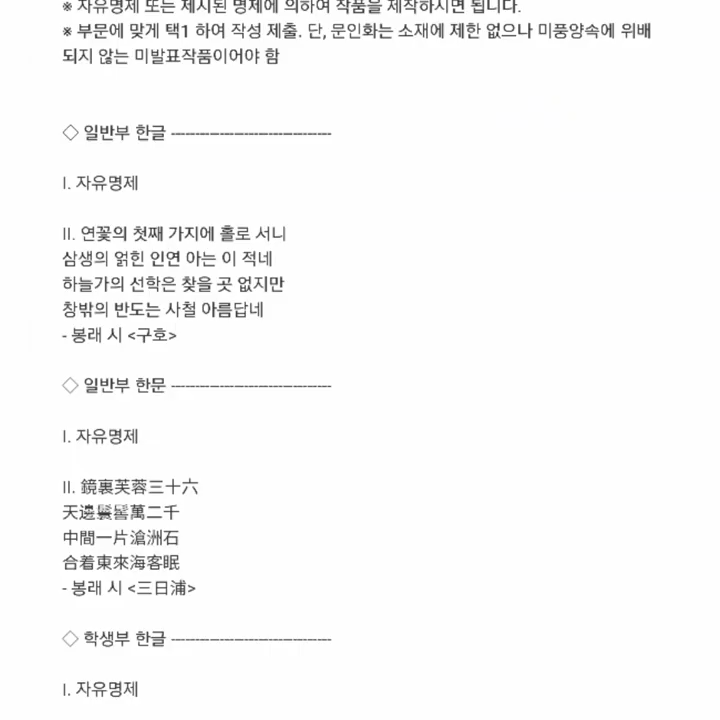 ※ 자유명제 또는 제시된 명제에 의하여 작품을 제작하시면 됩니다.
※ 부문에 맞게 택1 하여 작성 제출. 단, 문인화는 소재에 제한 없으나 미풍양속에 위배
되지 않는 미발표작품이어야 함
◇ 일반부 한글 ---------------------------------
I. 자유명제
II. 연꽃의 첫째 가지에 홀로 서니
삼생의 얽힌 인연 아는 이 적네
하늘가의 선학은 찾을 곳 없지만
창밖의 반도는 사철 아름답네
- 봉래 시 <구호>
◇ 일반부 한문 ---------------------------------
I. 자유명제
II. 鏡裏芙蓉三十六
天邊鬟髻萬二千
中間一片滄洲石
合着東來海客眠
- 봉래 시 <三日浦>
◇ 학생부 한글 ---------------------------------
I. 자유명제